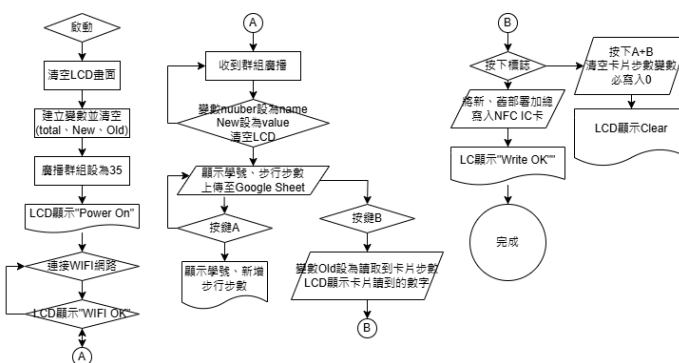 啟動
清空LCD畫面
建立變數並清空
(total、New、Old)
廣播群組設為35
LCD顯示"Power On"
連接WIFI網路
LCD顯示"WIFI OK"
A
A
收到群組廣播
變數nuuber設為name
New設為value
清空LCD
顯示學號、步行步數
上傳至Google Sheet
按鍵A
顯示學號、新增
步行步數
按鍵B
變數Old設為讀取到卡片步數
LCD顯示卡片讀到的數字
B
B
按下標誌
將新、舊部署加總
寫入NFC IC卡
LC顯示"Write OK""
完成
按下A+B
清空卡片步數變數
必寫入0
LCD顯示Clear